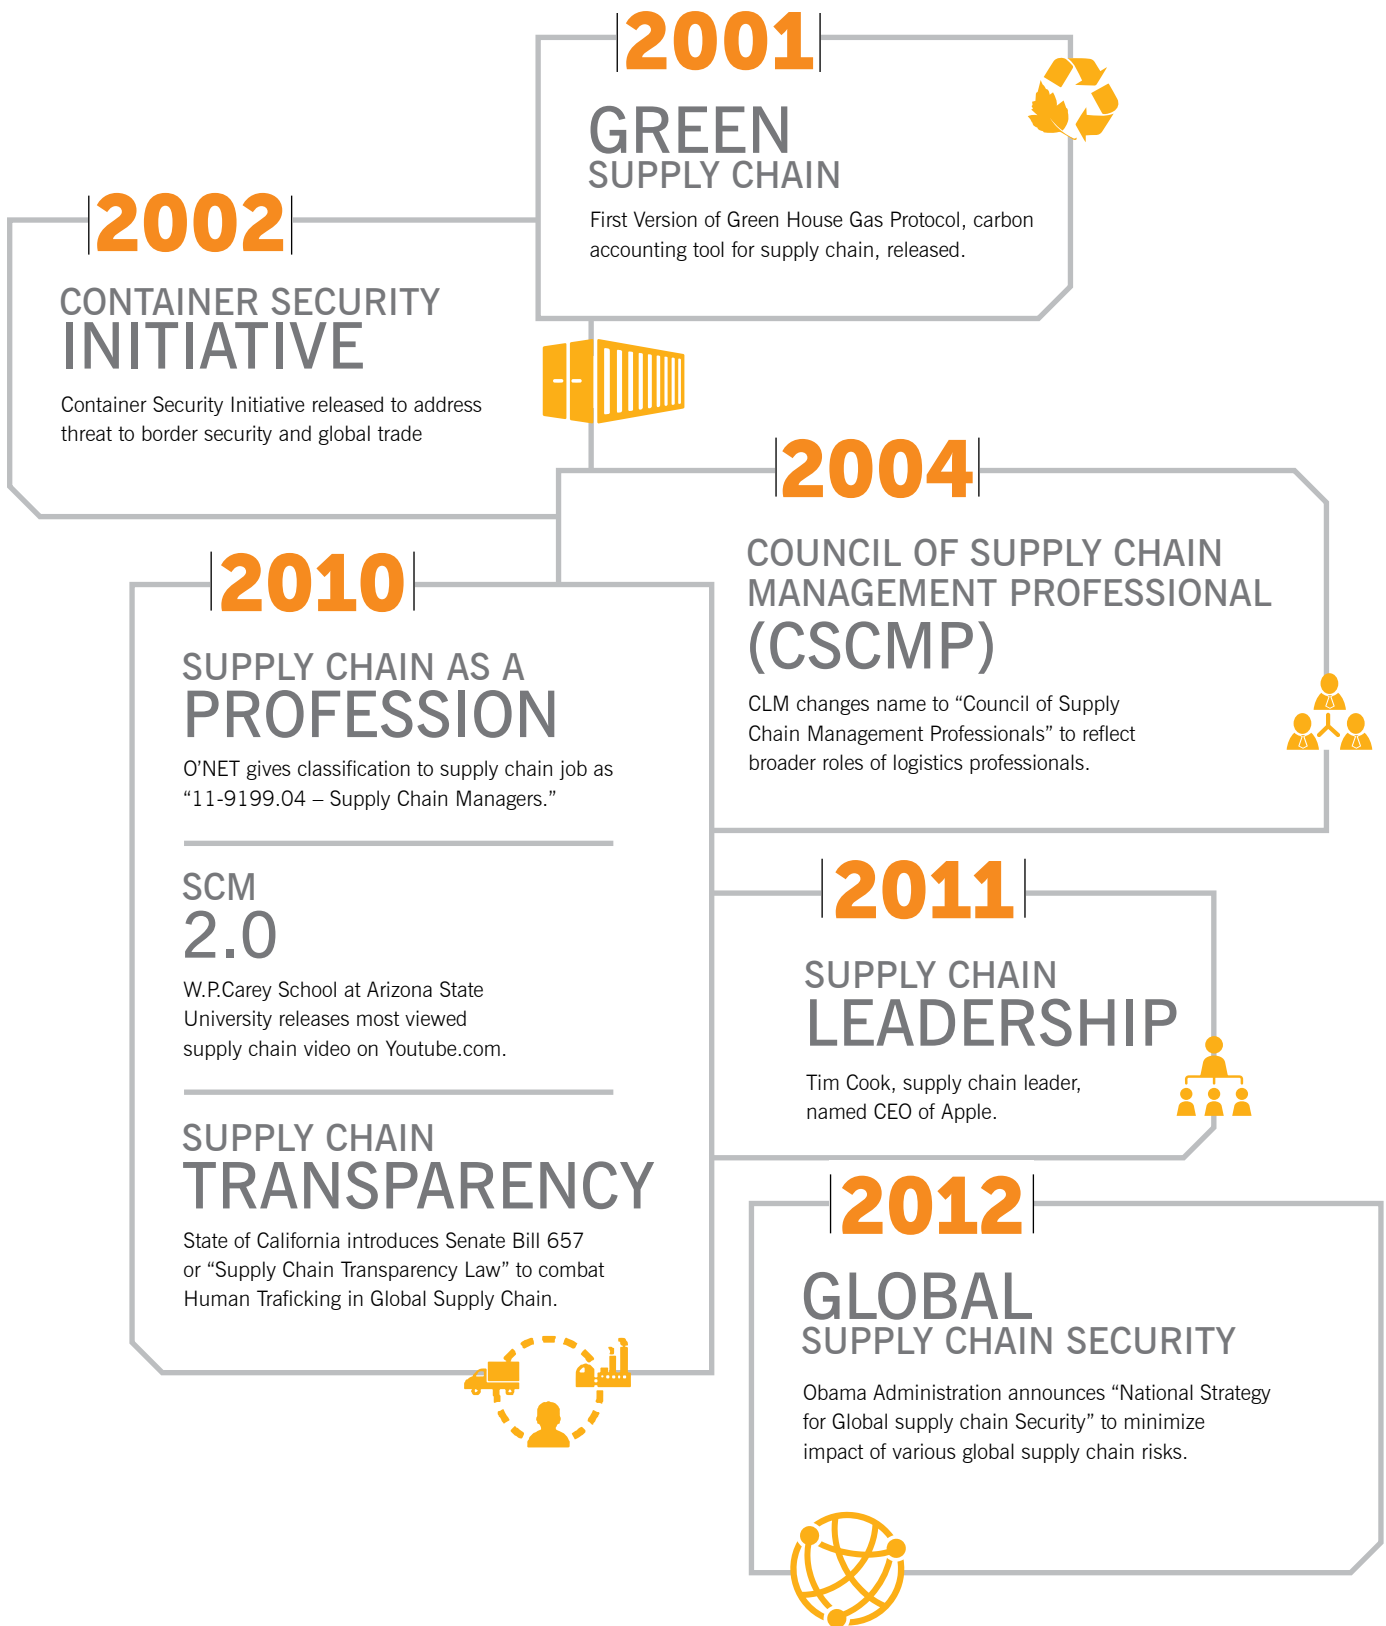 2001
GREEN
SUPPLY CHAIN
First Version of Green House Gas Protocol, carbon
accounting tool for supply chain, released.
2002
CONTAINER SECURITY
INITIATIVE
Container Security Initiative released to address
threat to border security and global trade
2004
COUNCIL OF SUPPLY CHAIN
MANAGEMENT PROFESSIONAL
(CSCMP)
CLM changes name to “Council of Supply
Chain Management Professionals” to reflect
broader roles of logistics professionals.
2010
SUPPLY CHAIN AS A
PROFESSION
O’NET gives classification to supply chain job as
“11-9199.04 – Supply Chain Managers.”
SCM
2.0
W.P.Carey School at Arizona State
University releases most viewed
supply chain video on Youtube.com.
SUPPLY CHAIN
TRANSPARENCY
State of California introduces Senate Bill 657
or “Supply Chain Transparency Law” to combat
Human Traficking in Global Supply Chain.
2011
SUPPLY CHAIN
LEADERSHIP
Tim Cook, supply chain leader,
named CEO of Apple.
2012
GLOBAL
SUPPLY CHAIN SECURITY
Obama Administration announces “National Strategy
for Global supply chain Security” to minimize
impact of various global supply chain risks.